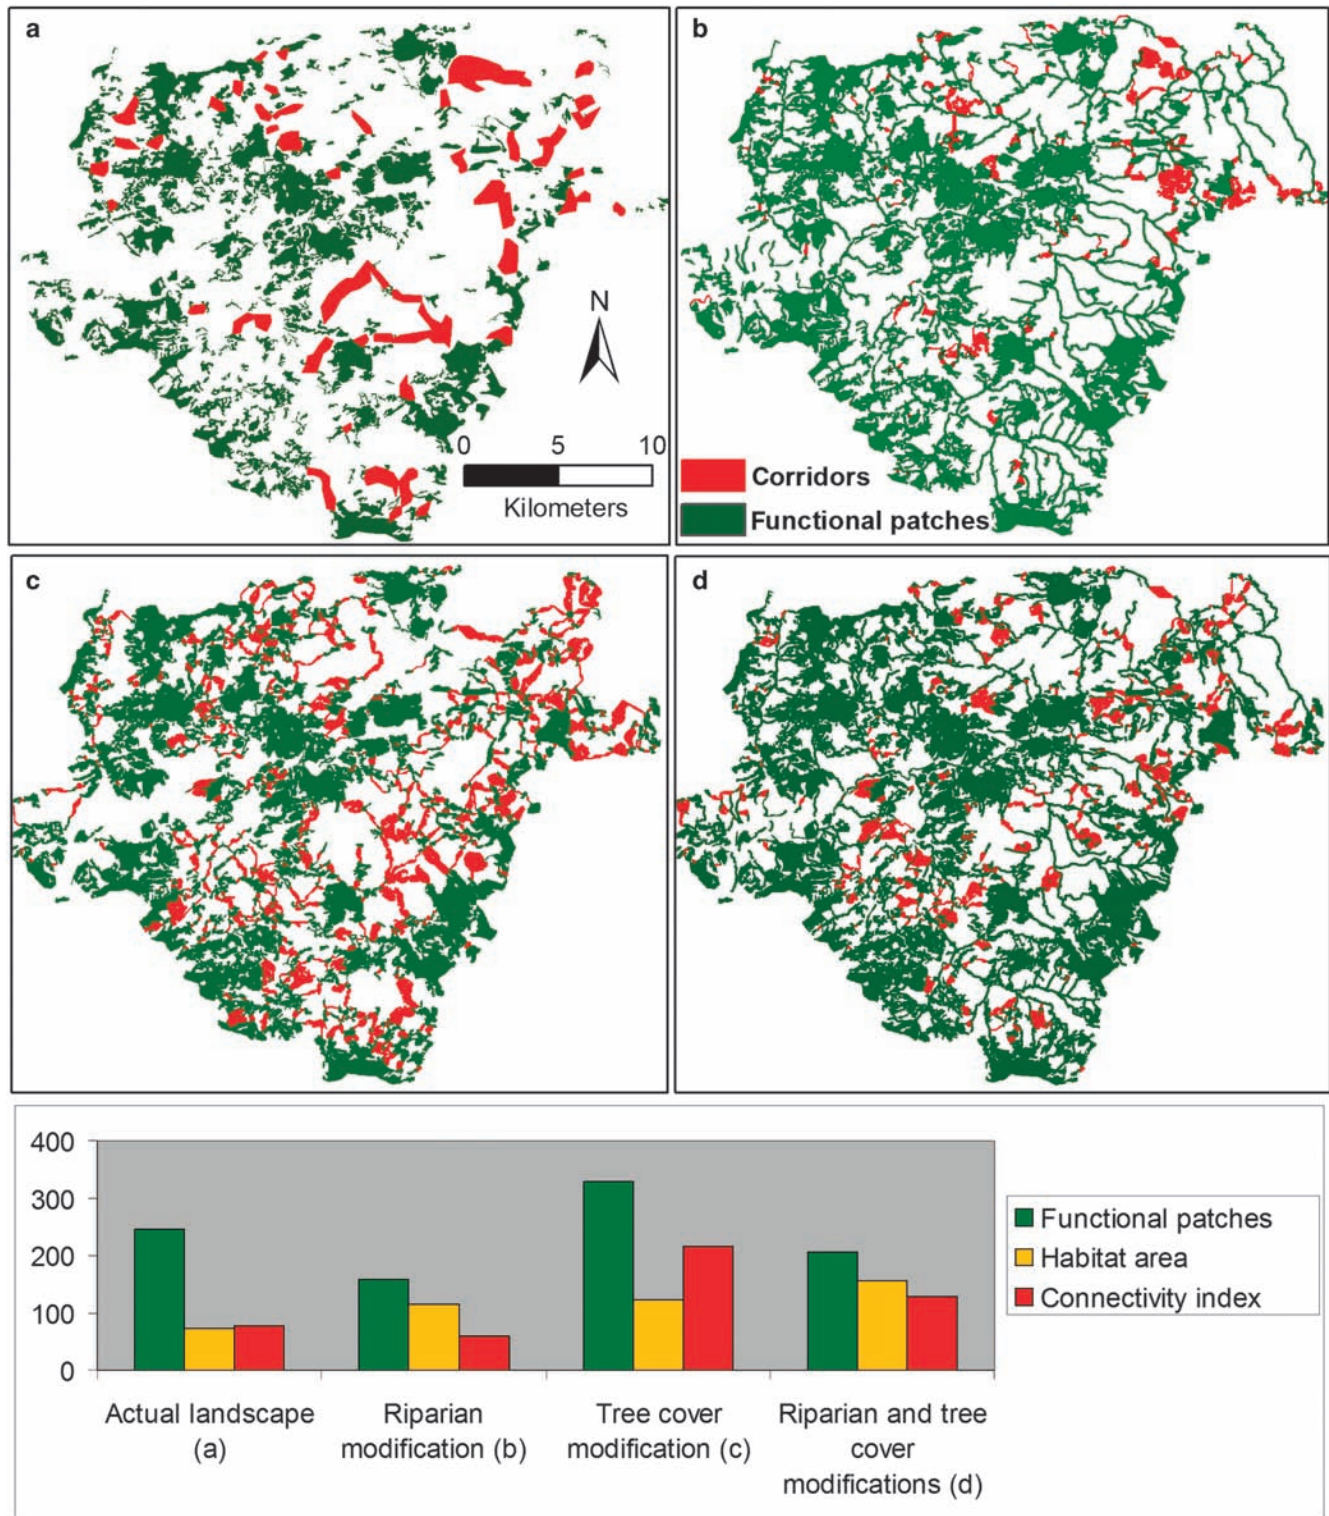 a
N
0 5 10
Kilometers
b
Corridors
Functional patches
c
d
400
300
200
100
0
Functional patches
Habitat area
Connectivity index
Actual landscape
(a)
Riparian
modification (b)
Tree cover
modification (c)
Riparian and tree
cover
modifications (d)